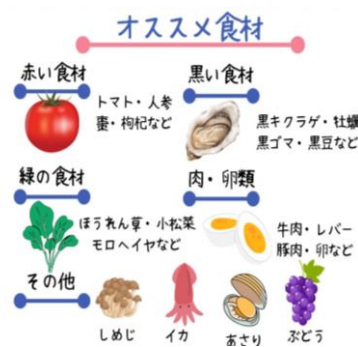 オススメ食材
赤い食材
トマト・人参
棗・枸杞など
黒い食材
黒キクラゲ・牡蠣
黒ゴマ・黒豆など
緑の食材
ほうれん草・小松菜
モロヘイヤなど
肉・卵類
牛肉・レバー
豚肉・卵など
その他
しめじ
イカ
あさり
ぶどう